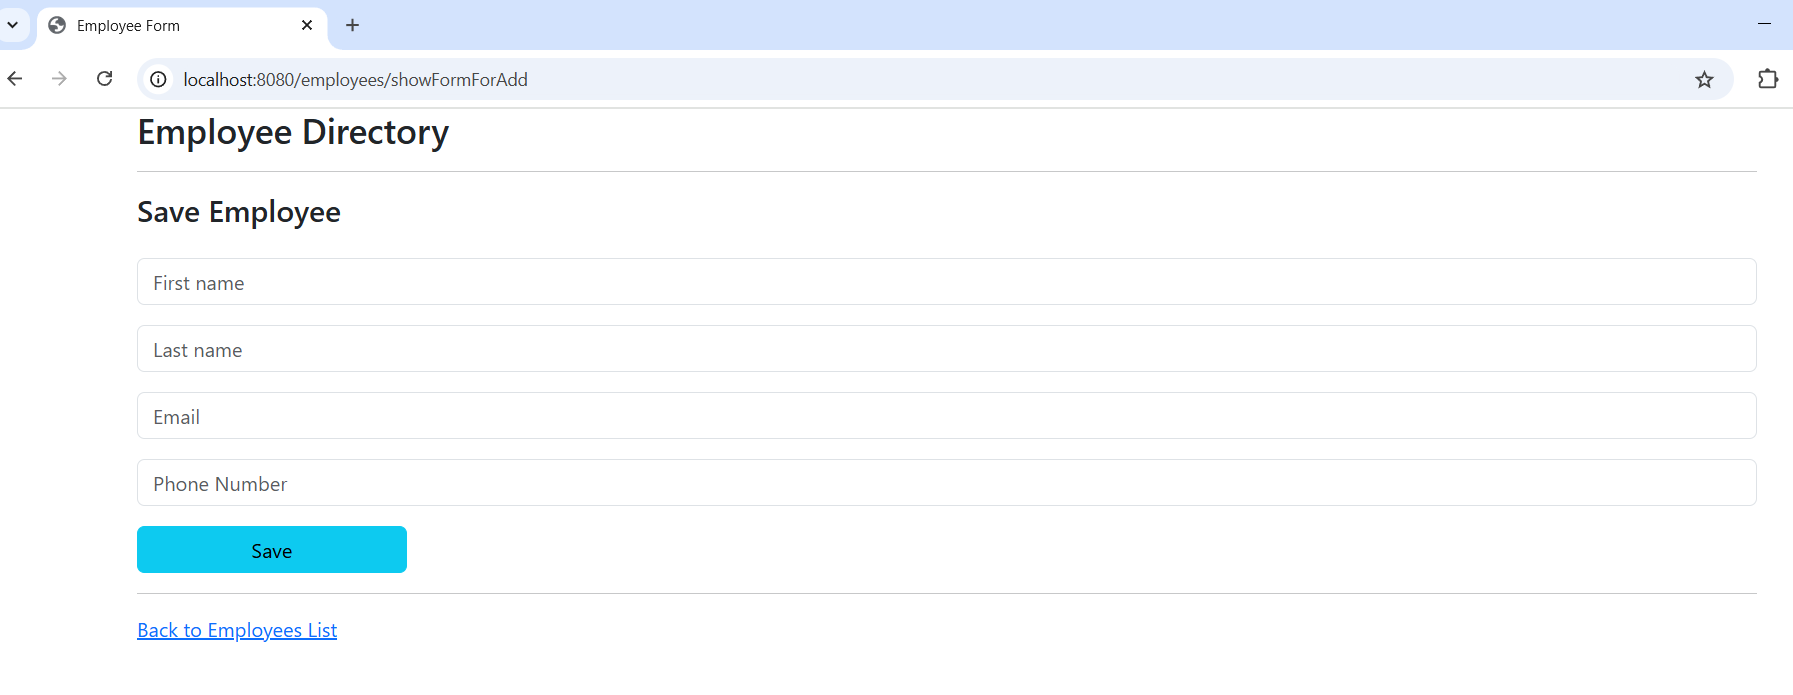 Employee Form
localhost:8080/employees/showFormForAdd
Employee Directory
Save Employee
First name
Last name
Email
Phone Number
Save
Back to Employees List